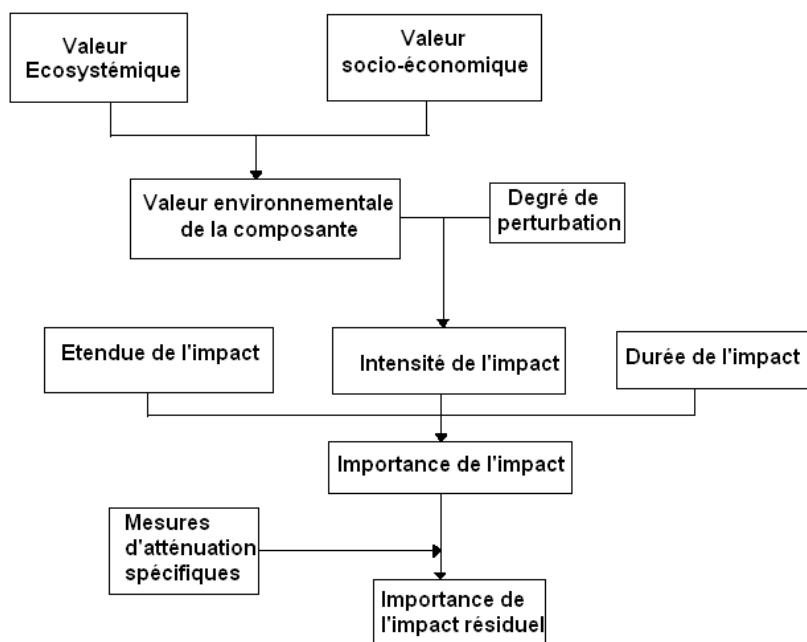 Valeur
Ecosystémique
Valeur
socio-économique
Valeur environnementale
de la composante
Degré de
perturbation
Etendue de l'impact
Intensité de l'impact
Durée de l'impact
Importance de l'impact
Mesures
d'atténuation
spécifiques
Importance de
l'impact résiduel